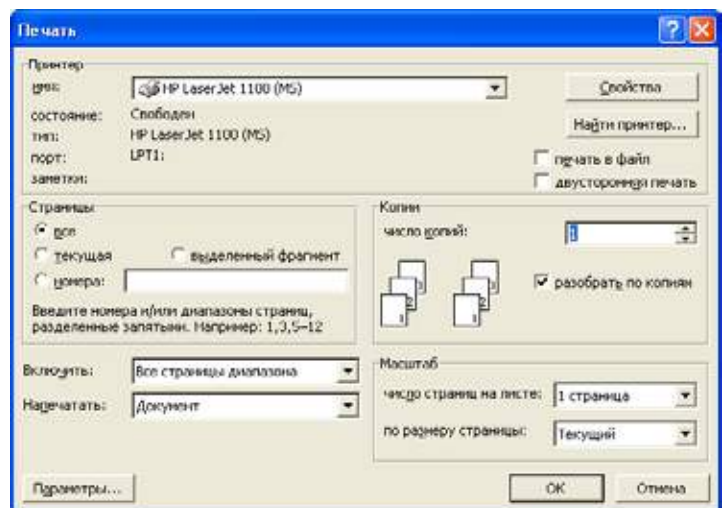 Печать
Принтер
имя: HP LaserJet 1100 (MS) Свойства
состояние: Свободен
тип: HP LaserJet 1100 (MS) Найти принтер...
порт: LPT1: печать в файл
заметки: двусторонняя печать
Страницы
все
текущая выделенный фрагмент
номера:
Введите номера и/или диапазоны страниц,
разделенные запятыми. Например: 1,3,5–12
Копии
число копий: 1
разобрать по копиям
Включить: Все страницы диапазона
Напечатать: Документ
Масштаб
число страниц на листе: 1 страница
по размеру страницы: Текущий
Параметры... OK Отмена